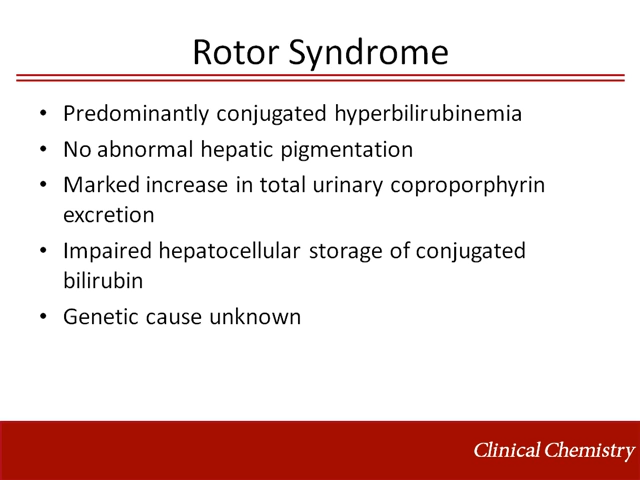 Rotor Syndrome
• Predominantly conjugated hyperbilirubinemia
• No abnormal hepatic pigmentation
• Marked increase in total urinary coproporphyrin
excretion
• Impaired hepatocellular storage of conjugated
bilirubin
• Genetic cause unknown
Clinical Chemistry